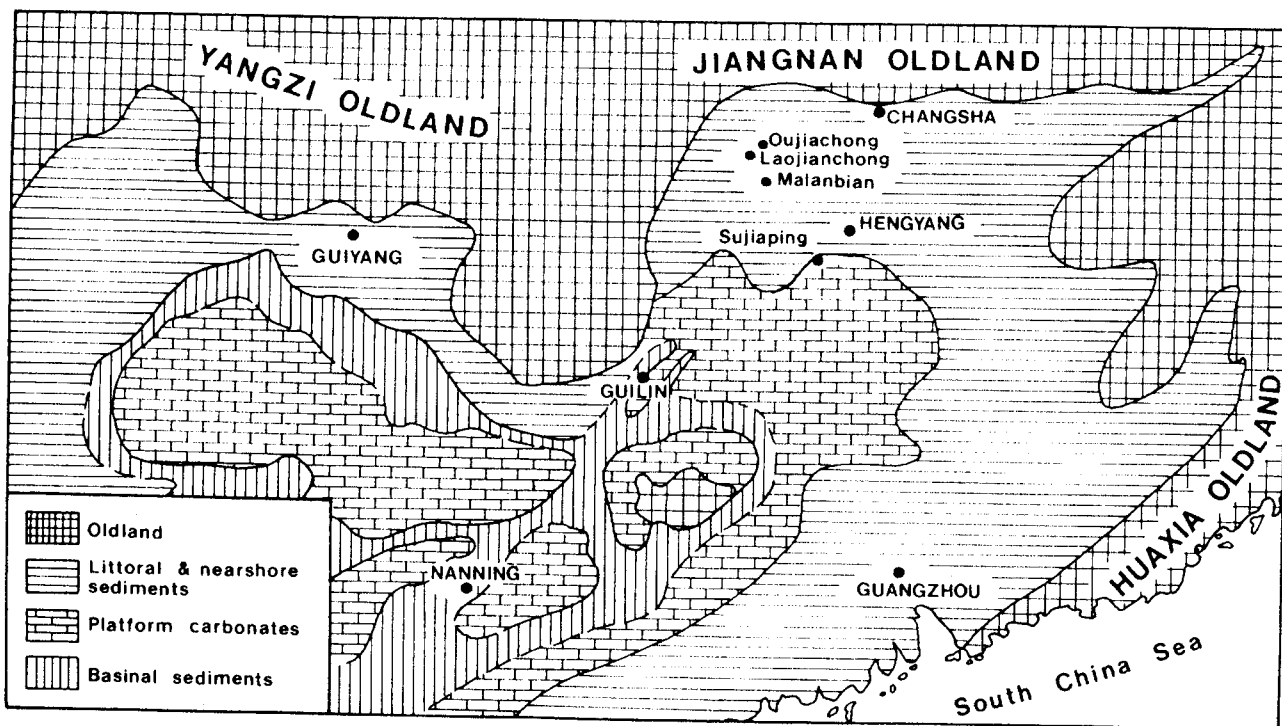 YANGZI OLDLAND
JIANGNAN OLDLAND
CHANGSHA
Oujiachong
Laojianchong
Malanbian
HENGYANG
Sujiaping
GUIYANG
GUILIN
HUAXIA OLDLAND
NANNING
GUANGZHOU
South China Sea
Oldland
Littoral & nearshore
sediments
Platform carbonates
Basinal sediments